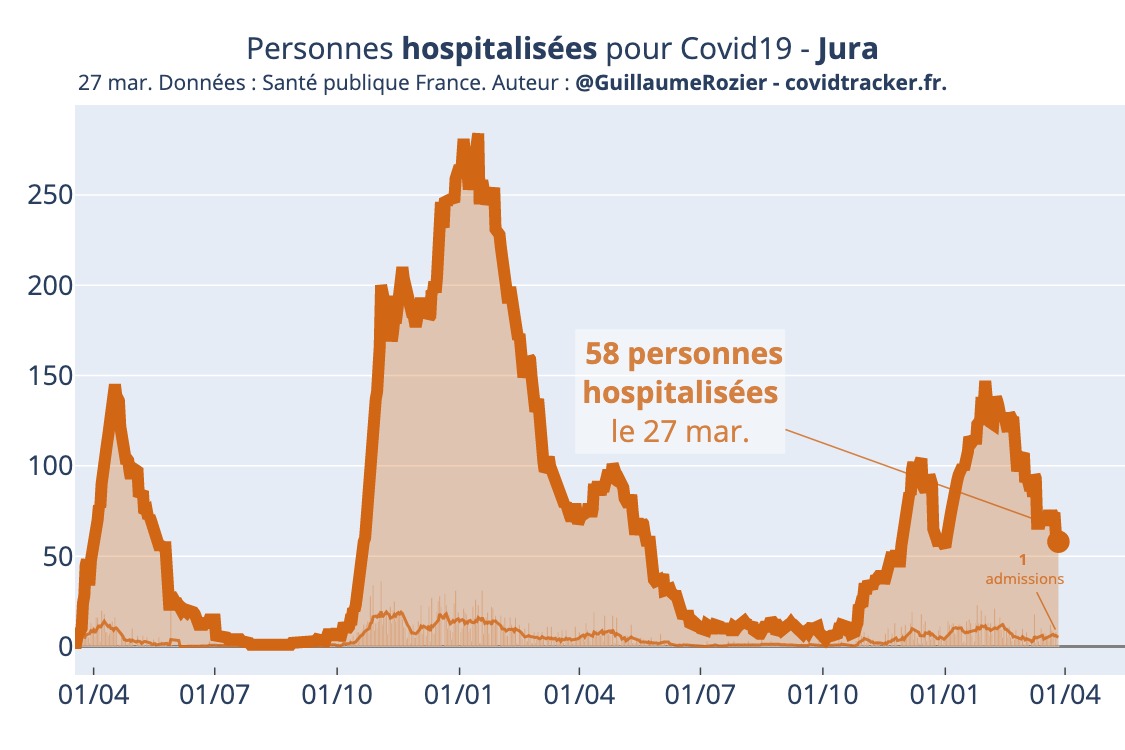 Personnes hospitalisées pour Covid19 - Jura
27 mar. Données : Santé publique France. Auteur : @GuillaumeRozier - covidtracker.fr.
250
200
150
100
50
0
58 personnes
hospitalisées
le 27 mar.
1
admissions
01/04 01/07 01/10 01/01 01/04 01/07 01/10 01/01 01/04